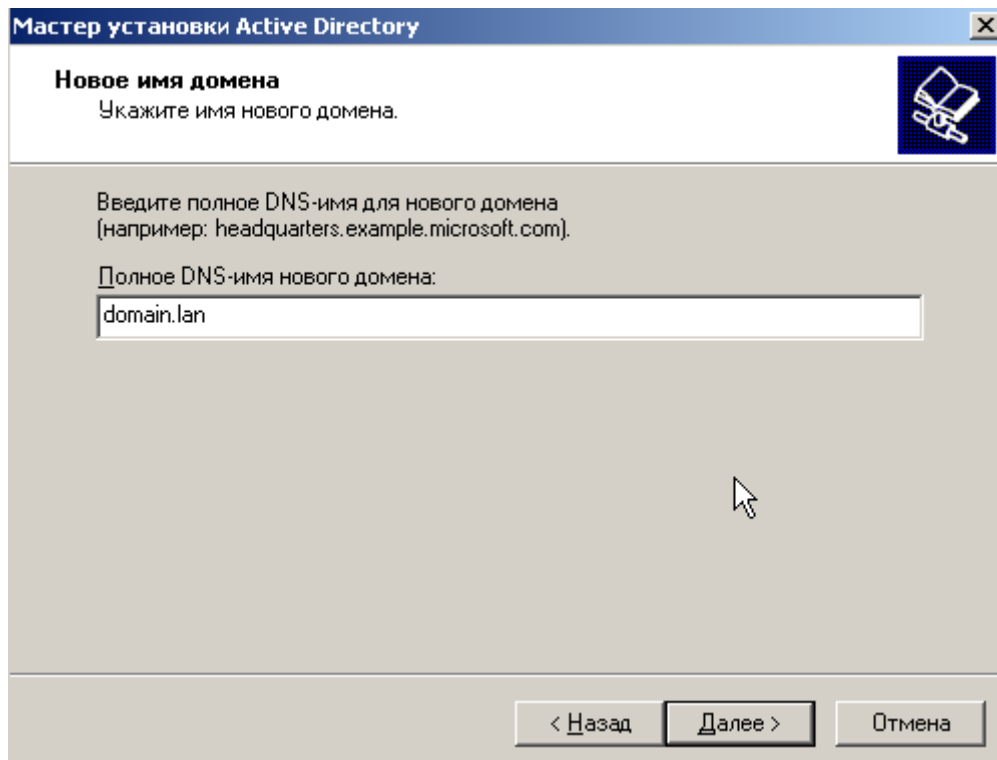 Мастер установки Active Directory
Новое имя домена
Укажите имя нового домена.
Введите полное DNS-имя для нового домена
(например: headquarters.example.microsoft.com).
Полное DNS-имя нового домена:
domain.lan
< Назад Далее > Отмена